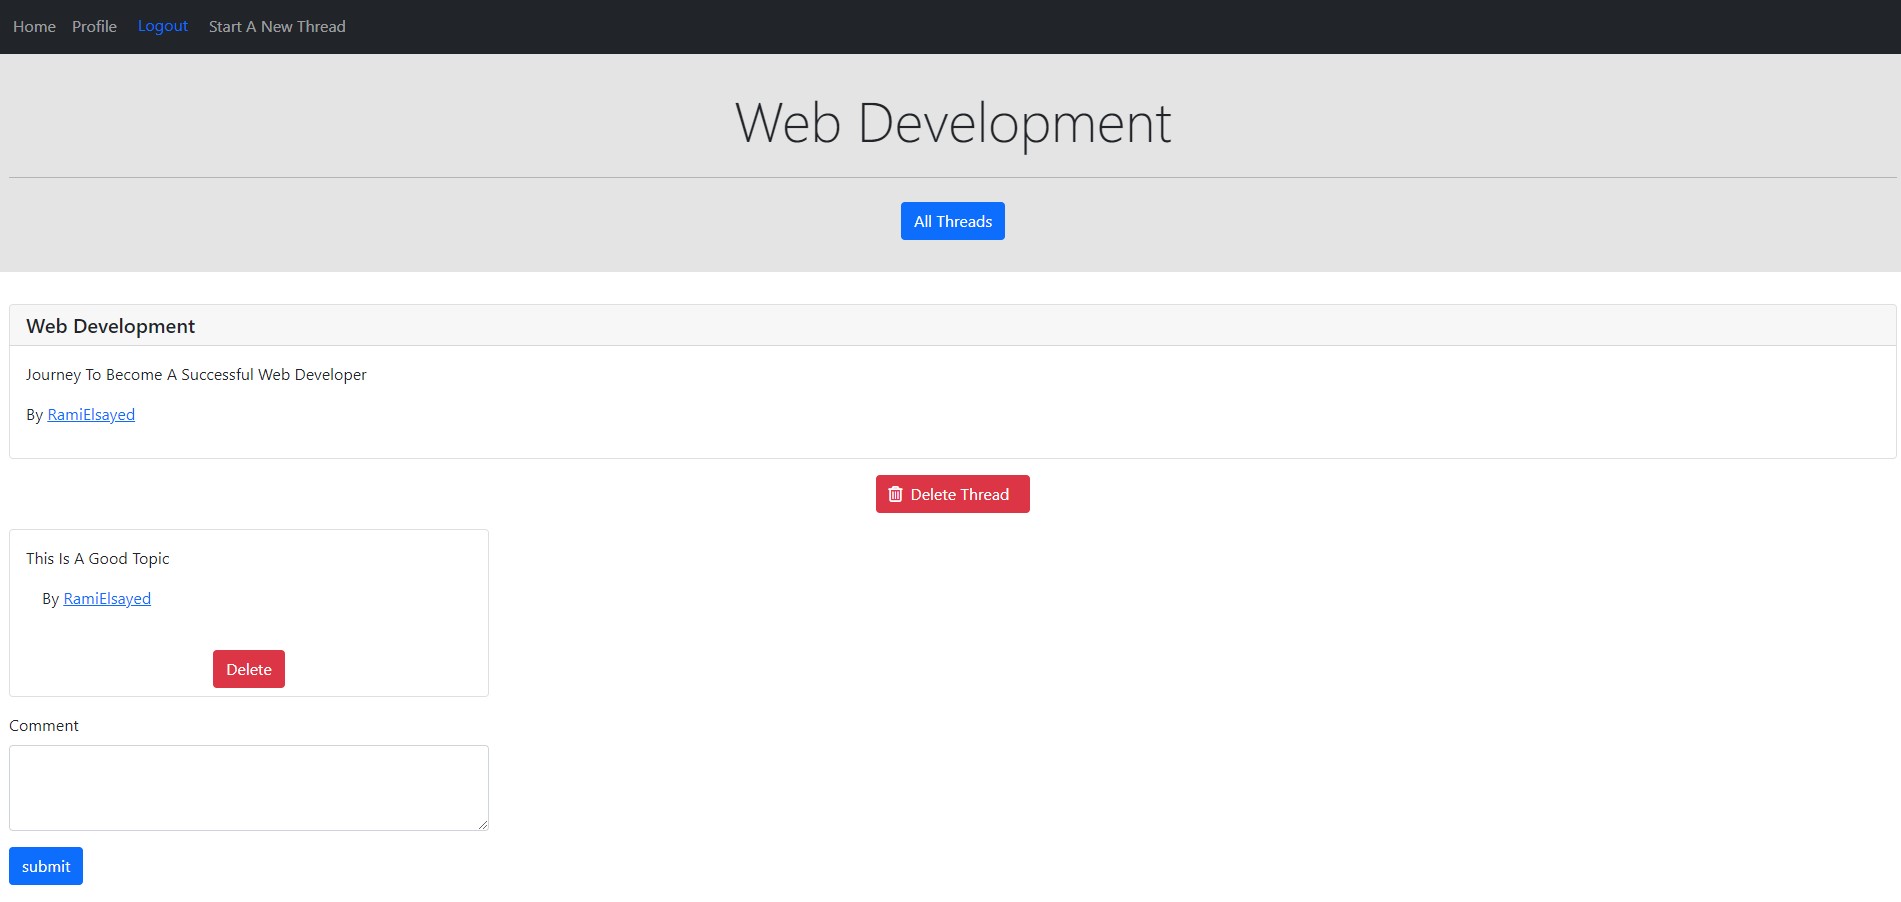 Home Profile Logout Start A New Thread
Web Development
All Threads
Web Development
Journey To Become A Successful Web Developer
By RamiElsayed
Delete Thread
This Is A Good Topic
By RamiElsayed
Delete
Comment
submit